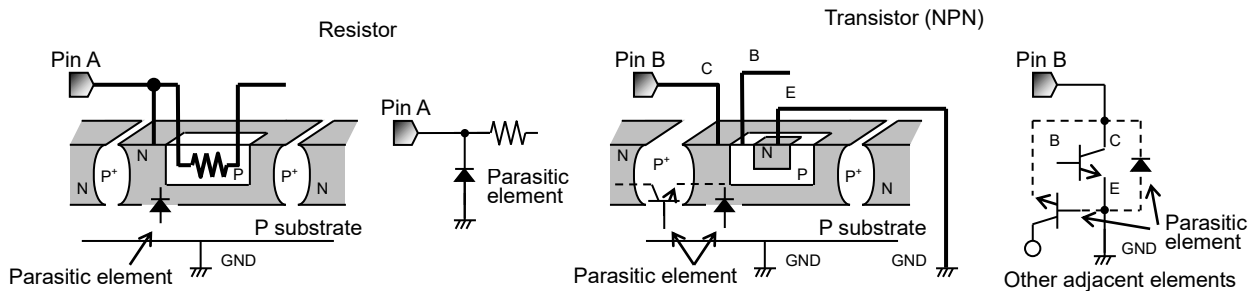 Resistor
Transistor (NPN)
Pin A
Pin A
Pin B
C
B
E
Pin B
N
N
P+
P
P+
N
Parasitic
element
P substrate
GND
Parasitic element
N
N
P+
N
P
P+
N
P substrate
GND
GND
Parasitic element
B
C
E
Parasitic
element
GND
Other adjacent elements